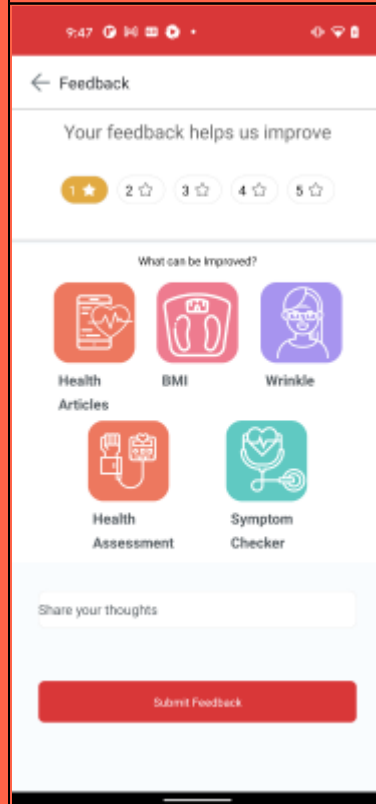 9:47
Feedback
Your feedback helps us improve
1 2 3 4 5
What can be Improved?
Health Articles
BMI
Wrinkle
Health Assessment
Symptom Checker
Share your thoughts
Submit Feedback